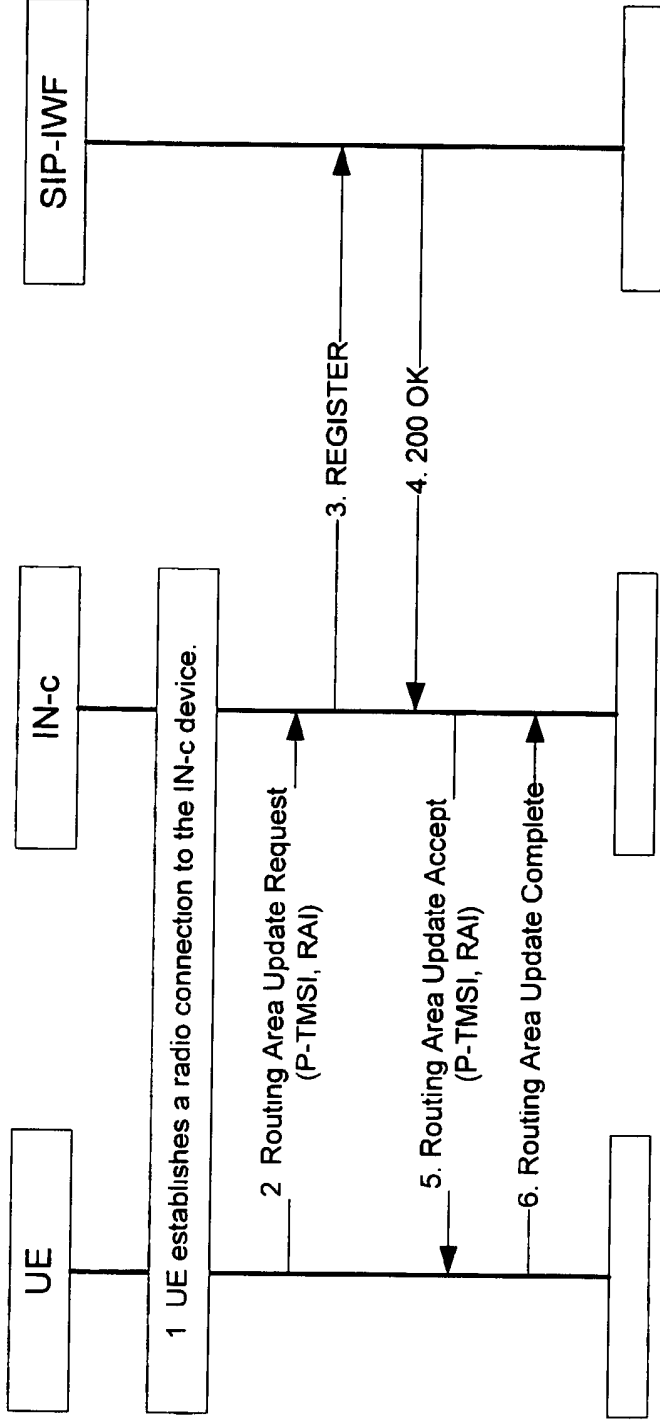 UE
IN-c
SIP-IWF
1 UE establishes a radio connection to the IN-c device.
2 Routing Area Update Request
(P-TMSI, RAI)
3. REGISTER
4. 200 OK
5. Routing Area Update Accept
(P-TMSI, RAI)
6. Routing Area Update Complete